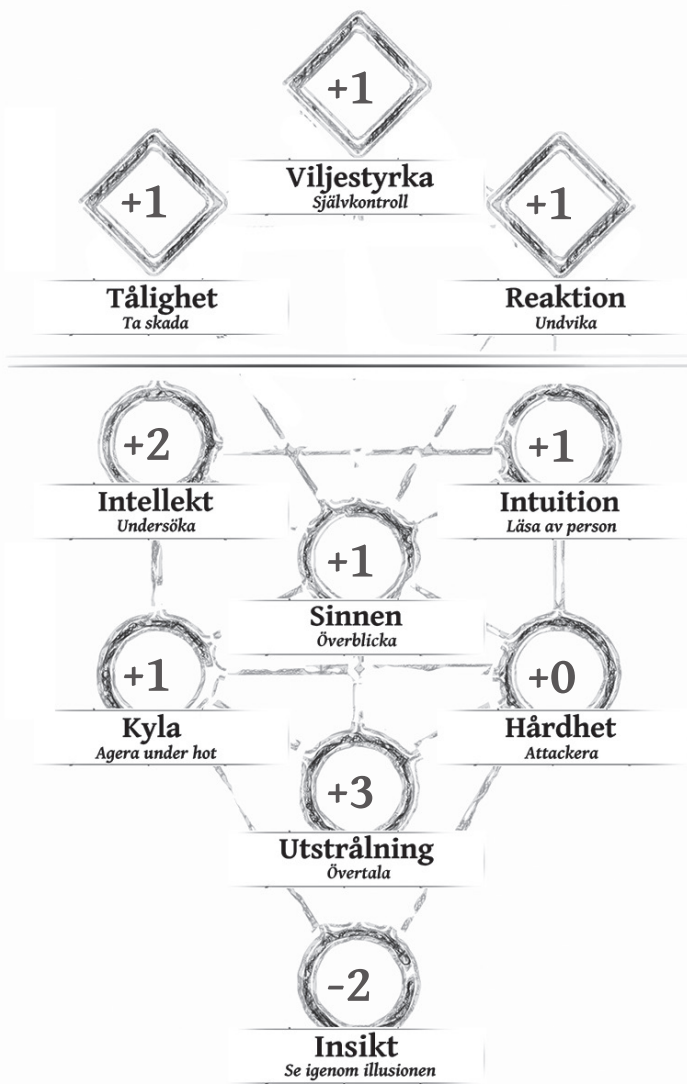 +1
Viljestyrka
Självkontroll
+1
Tålighet
Ta skada
+1
Reaktion
Undvika
+2
Intellekt
Undersöka
+1
Intuition
Läsa av person
+1
Sinnen
Överblicka
+1
Kyla
Agera under hot
+0
Hårdhet
Attackera
+3
Utstrålning
Övertala
-2
Insikt
Se igenom illusionen